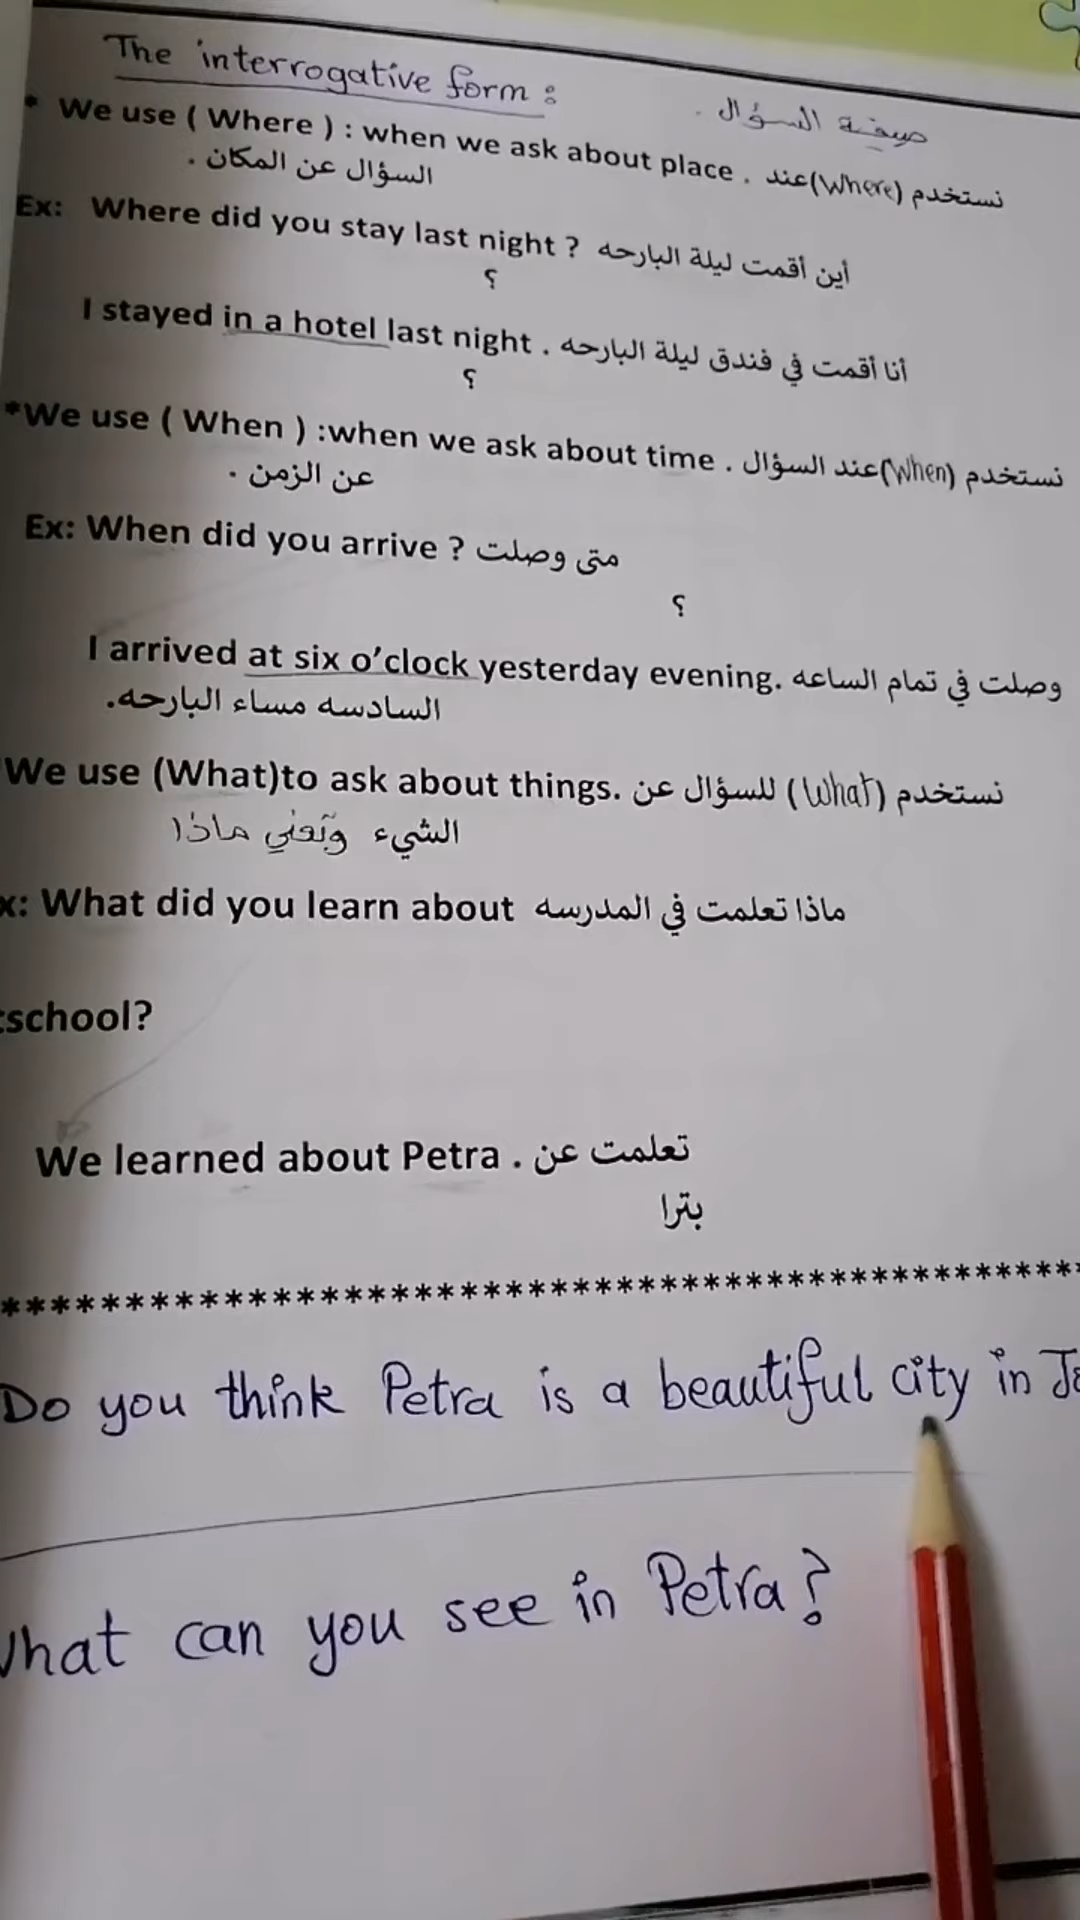 The interrogative form :
صيغة السؤال .
* We use ( Where ) : when we ask about place . نستخدم (Where)عند
السؤال عن المكان .
Ex: Where did you stay last night ? أين أقمت ليلة البارحه
؟
I stayed in a hotel last night . أنا أقمت في فندق ليلة البارحه
؟
*We use ( When ) :when we ask about time . نستخدم (When)عند السؤال
عن الزمن .
Ex: When did you arrive ? متى وصلت
؟
I arrived at six o’clock yesterday evening. وصلت في تمام الساعه
السادسه مساء البارحه.
We use (What)to ask about things. نستخدم (What) للسؤال عن
الشيء وتعني ماذا
x: What did you learn about ماذا تعلمت في المدرسه
school?
We learned about Petra . تعلمت عن
بترا
*******************************************
Do you think Petra is a beautiful city in
what can you see in Petra?